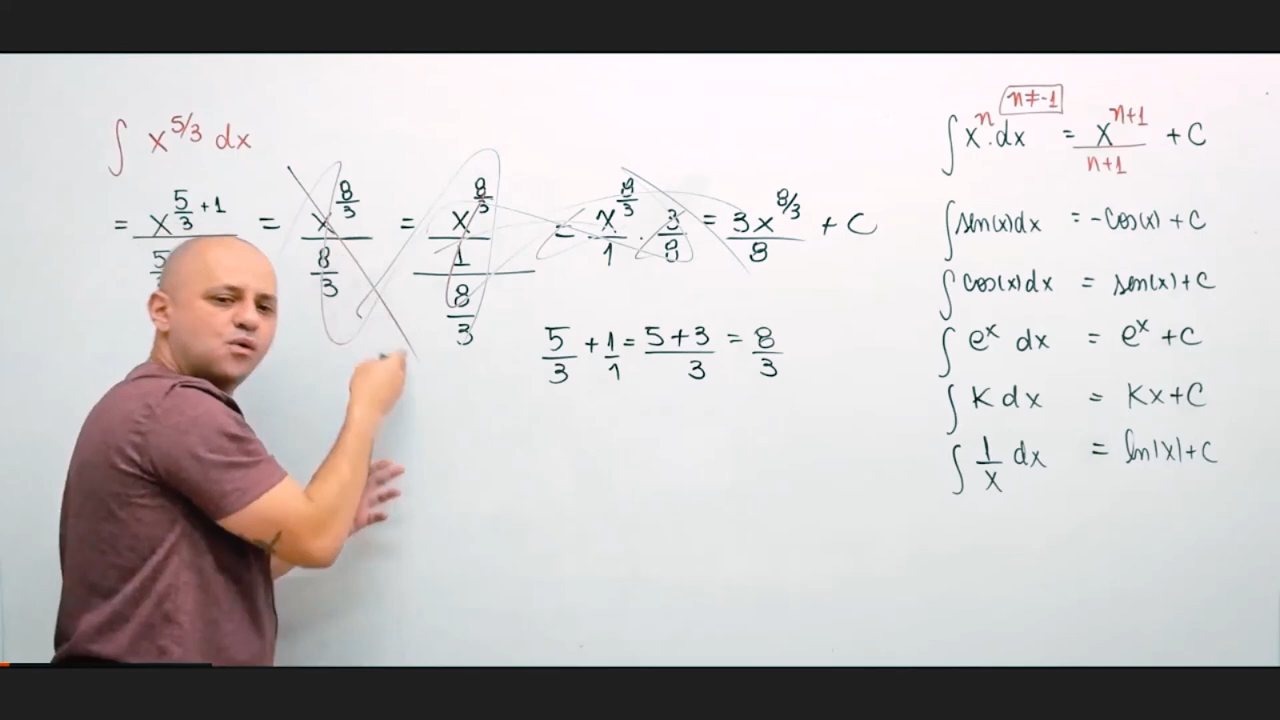 ∫ x^{5/3} dx
= x^{5/3 + 1} / 5 = x^{8/3} / (8/3) = (x^{8/3} / 1) / (8/3) = x^{8/3}/1 · 3/8 = 3x^{8/3}/8 + C
5/3 + 1/1 = (5+3)/3 = 8/3
n≠-1
∫ x^n · dx = x^{n+1}/(n+1) + C
∫ sen(x)dx = -cos(x) + C
∫ cos(x)dx = sen(x) + C
∫ e^x dx = e^x + C
∫ K dx = Kx + C
∫ 1/x dx = ln|x| + C